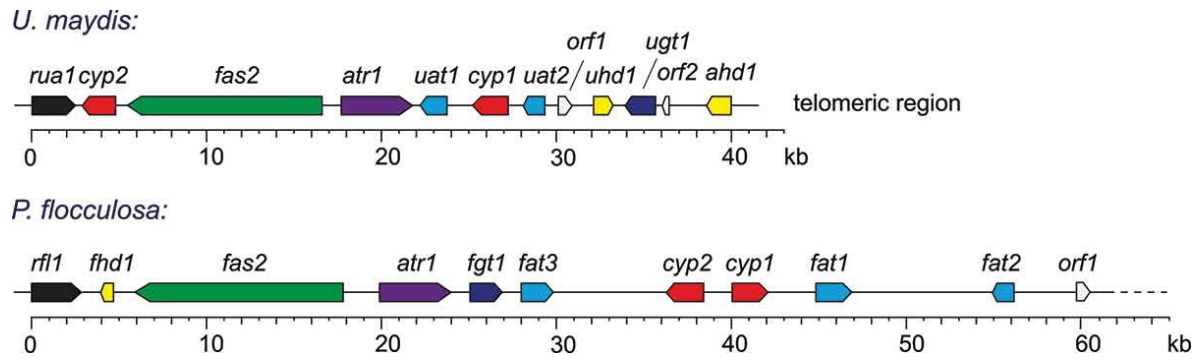 U. maydis:
orf1 ugt1
rua1 cyp2 fas2 atr1 uat1 cyp1 uat2 uhd1 orf2 ahd1
telomeric region
0 10 20 30 40 kb
P. flocculosa:
rfl1 fhd1 fas2 atr1 fgt1 fat3 cyp2 cyp1 fat1 fat2 orf1
0 10 20 30 40 50 60 kb